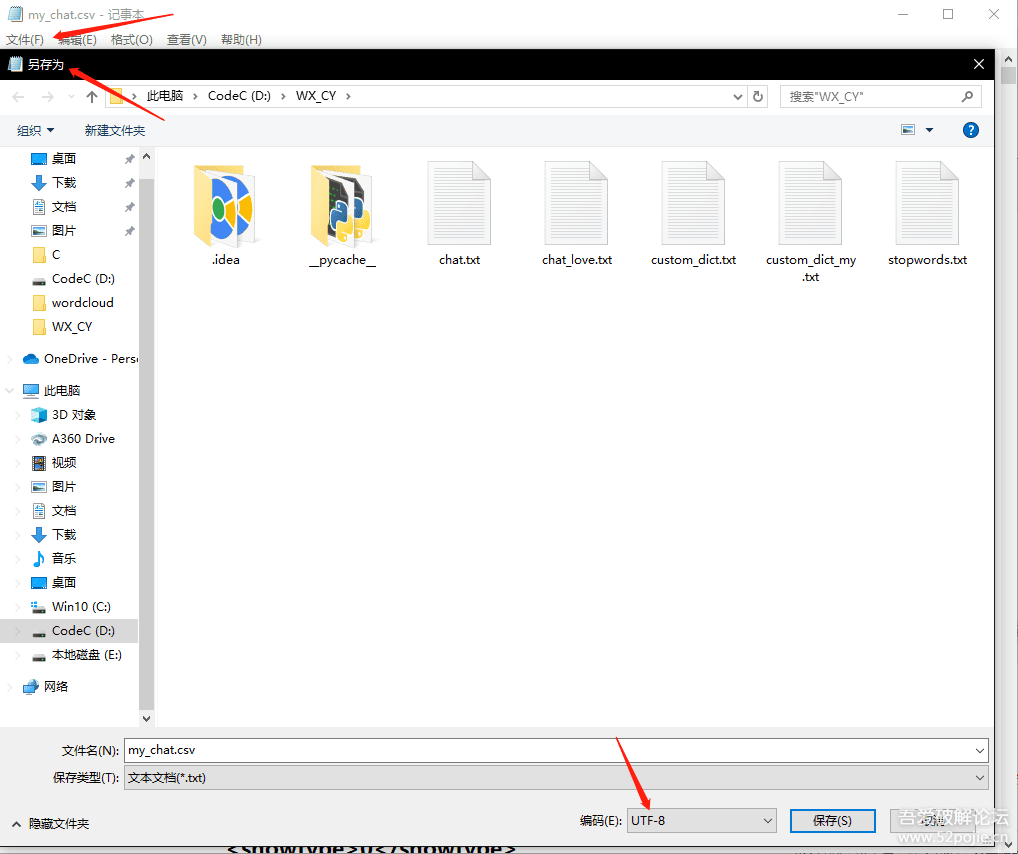 my_chat.csv - 记事本
文件(F) 编辑(E) 格式(O) 查看(V) 帮助(H)
另存为
此电脑 CodeC (D:) WX_CY
搜索"WX_CY"
组织 新建文件夹
桌面
下载
文档
图片
C
CodeC (D:)
wordcloud
WX_CY
OneDrive - Perso
此电脑
3D 对象
A360 Drive
视频
图片
文档
下载
音乐
桌面
Win10 (C:)
CodeC (D:)
本地磁盘 (E:)
网络
.idea
__pycache__
chat.txt
chat_love.txt
custom_dict.txt
custom_dict_my
.txt
stopwords.txt
文件名(N): my_chat.csv
保存类型(T): 文本文档(*.txt)
隐藏文件夹
编码(E): UTF-8
保存(S)
取消
吾爱破解论坛
www.52pojie.cn
<showtype>0</showtype>